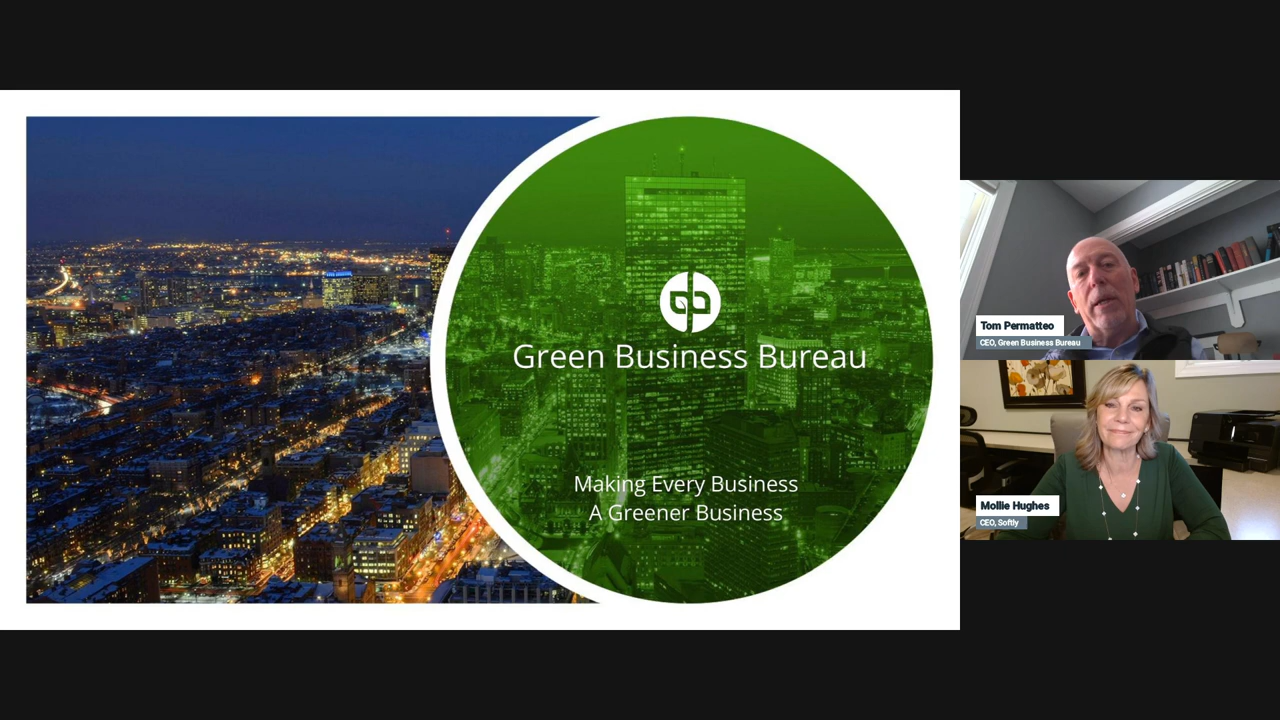 Green Business Bureau
Making Every Business
A Greener Business
Tom Permatteo
CEO, Green Business Bureau
Mollie Hughes
CEO, Softly